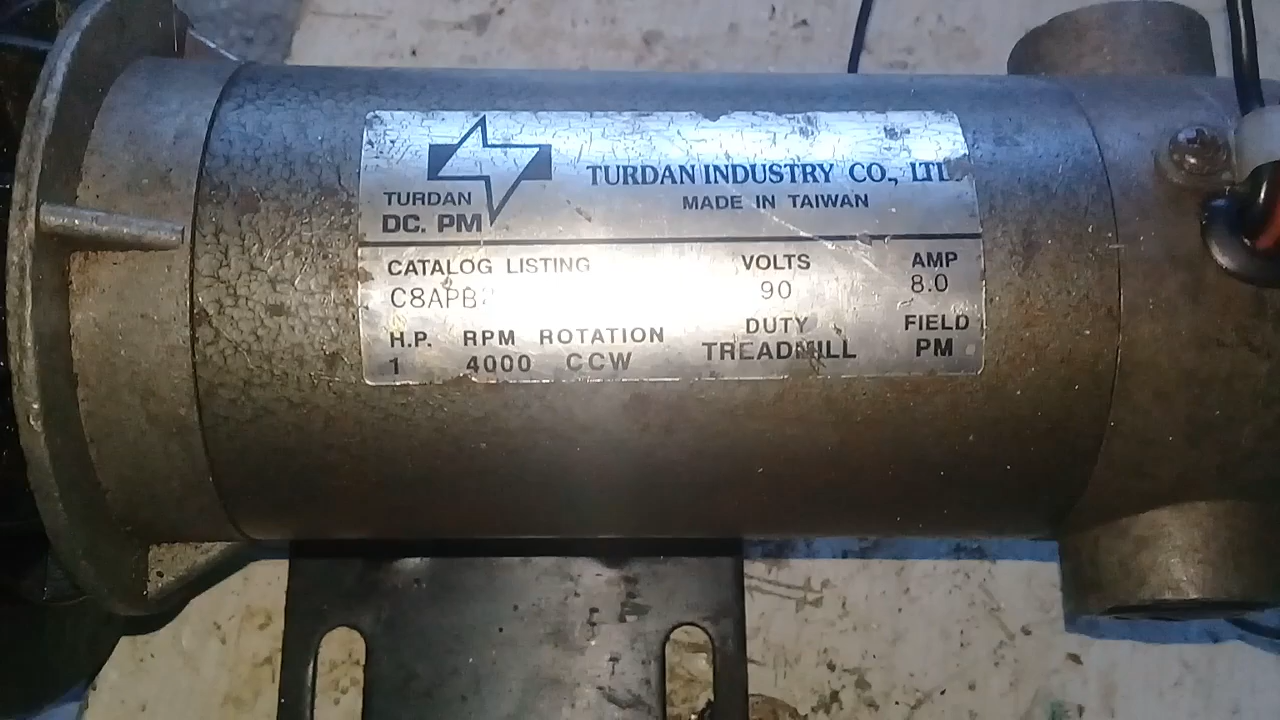 TURDAN INDUSTRY CO., LTD
TURDAN
MADE IN TAIWAN
DC. PM
CATALOG LISTING VOLTS AMP
90 8.0
H.P. RPM ROTATION DUTY FIELD
1 4000 CCW TREADMILL PM